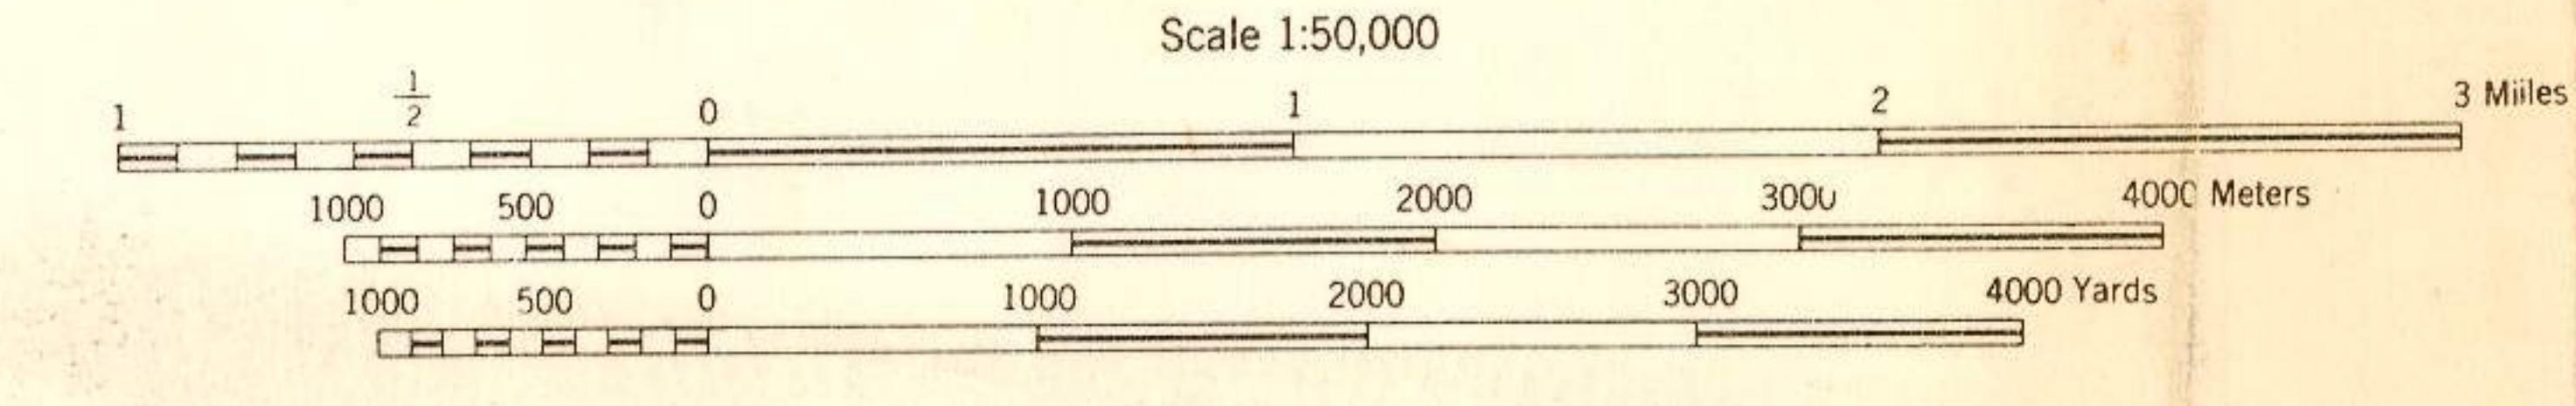 Scale 1:50,000
1 1/2 0 1 2 3 Miiles
1000 500 0 1000 2000 3000 4000 Meters
1000 500 0 1000 2000 3000 4000 Yards